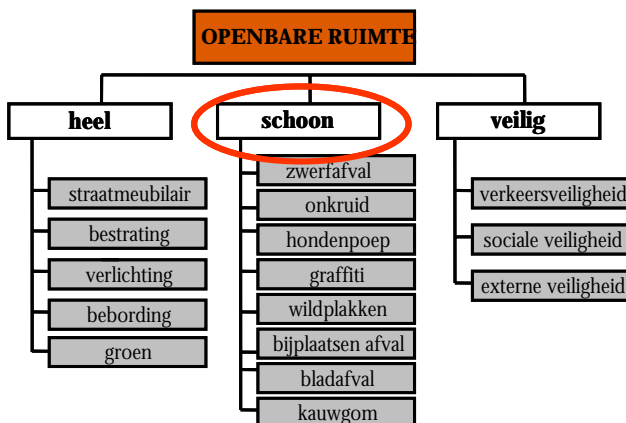 OPENBARE RUIMTE
heel
straatmeubilair
bestrating
verlichting
bebording
groen
schoon
zwerfafval
onkruid
hondenpoep
graffiti
wildplakken
bijplaatsen afval
bladafval
kauwgom
veilig
verkeersveiligheid
sociale veiligheid
externe veiligheid